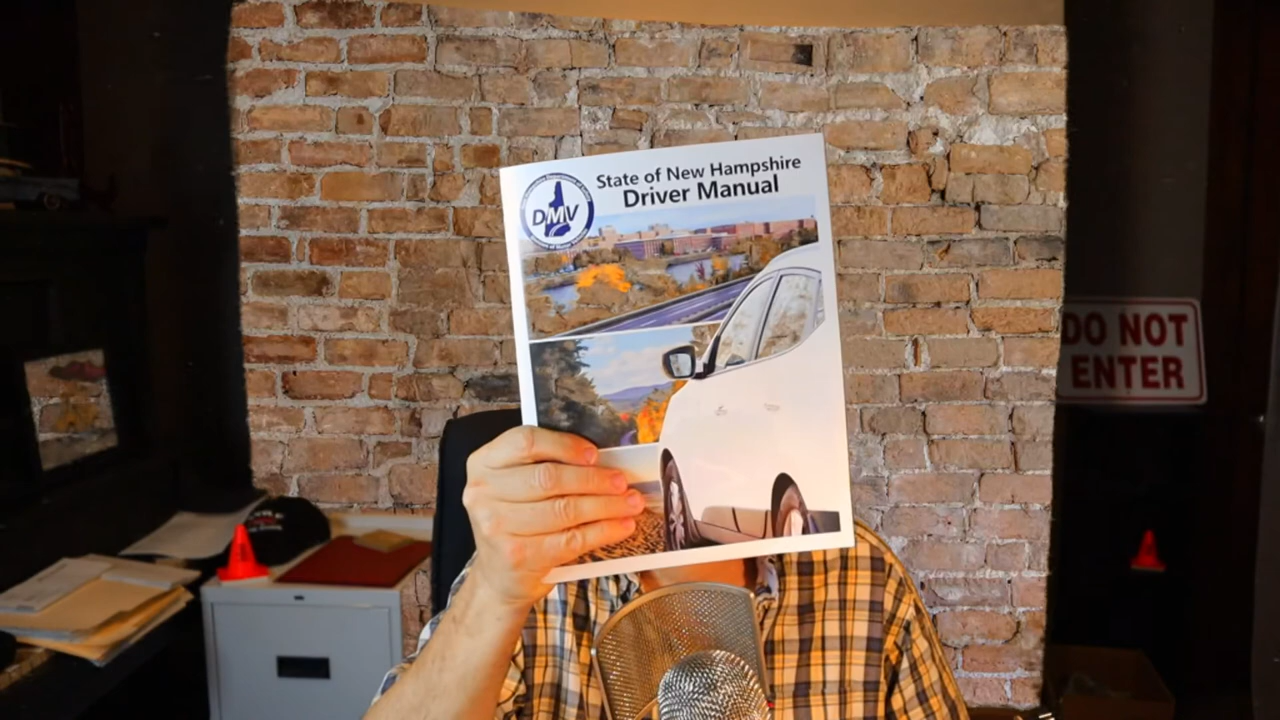 State of New Hampshire
Driver Manual
DMV
DO NOT
ENTER